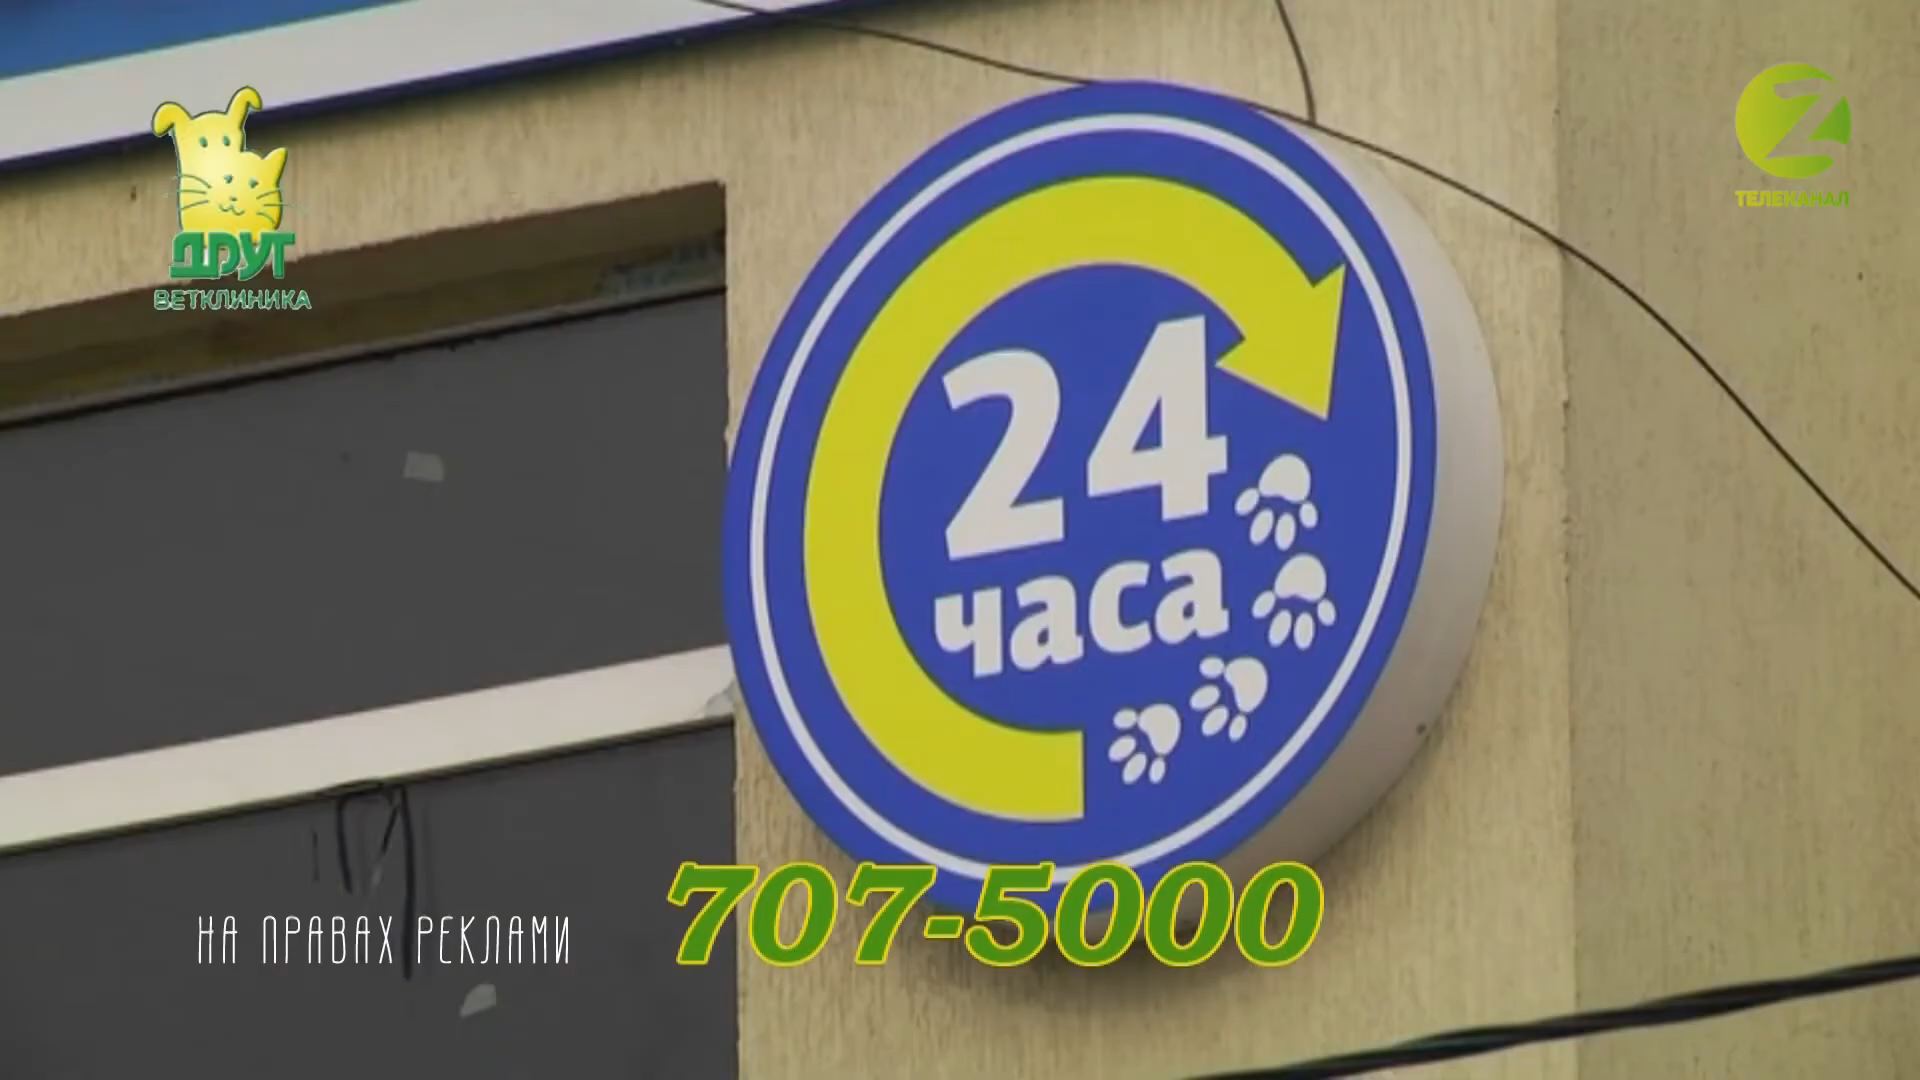 ДРУГ
ВЕТКЛИНИКА
Z
ТЕЛЕКАНАЛ
24
часа
НА ПРАВАХ РЕКЛАМИ
707-5000